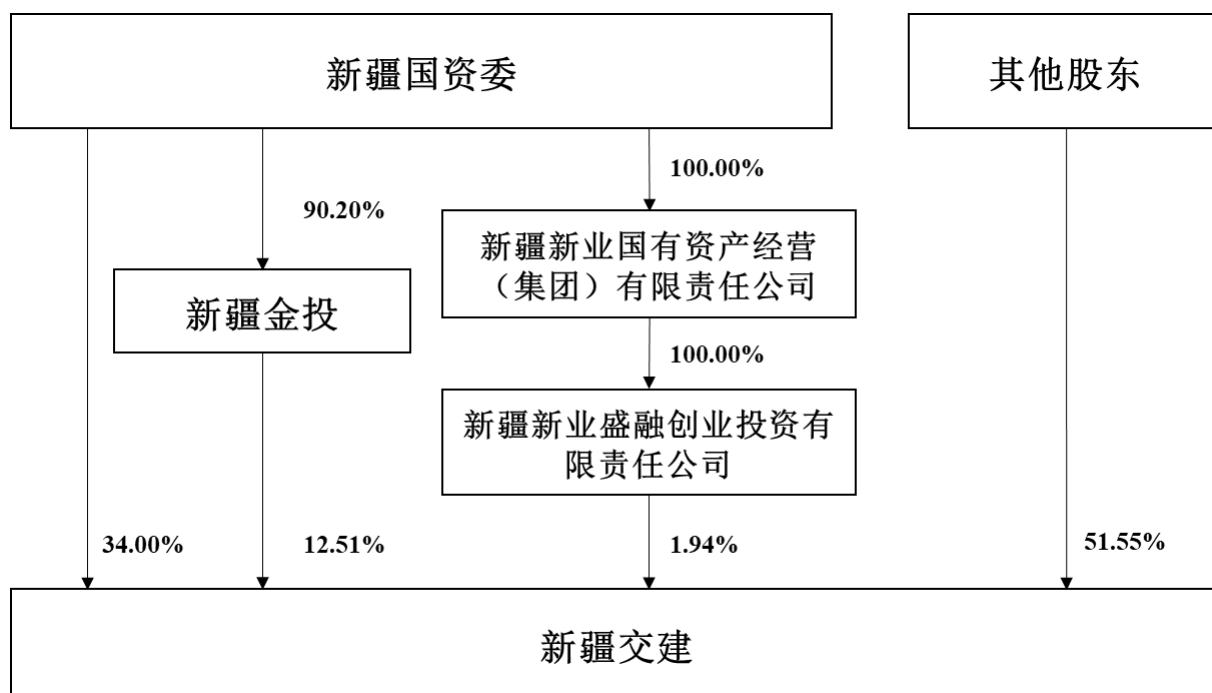 新疆国资委
其他股东
100.00%
90.20%
新疆新业国有资产经营
（集团）有限责任公司
新疆金投
100.00%
新疆新业盛融创业投资有
限责任公司
34.00%
12.51%
1.94%
51.55%
新疆交建